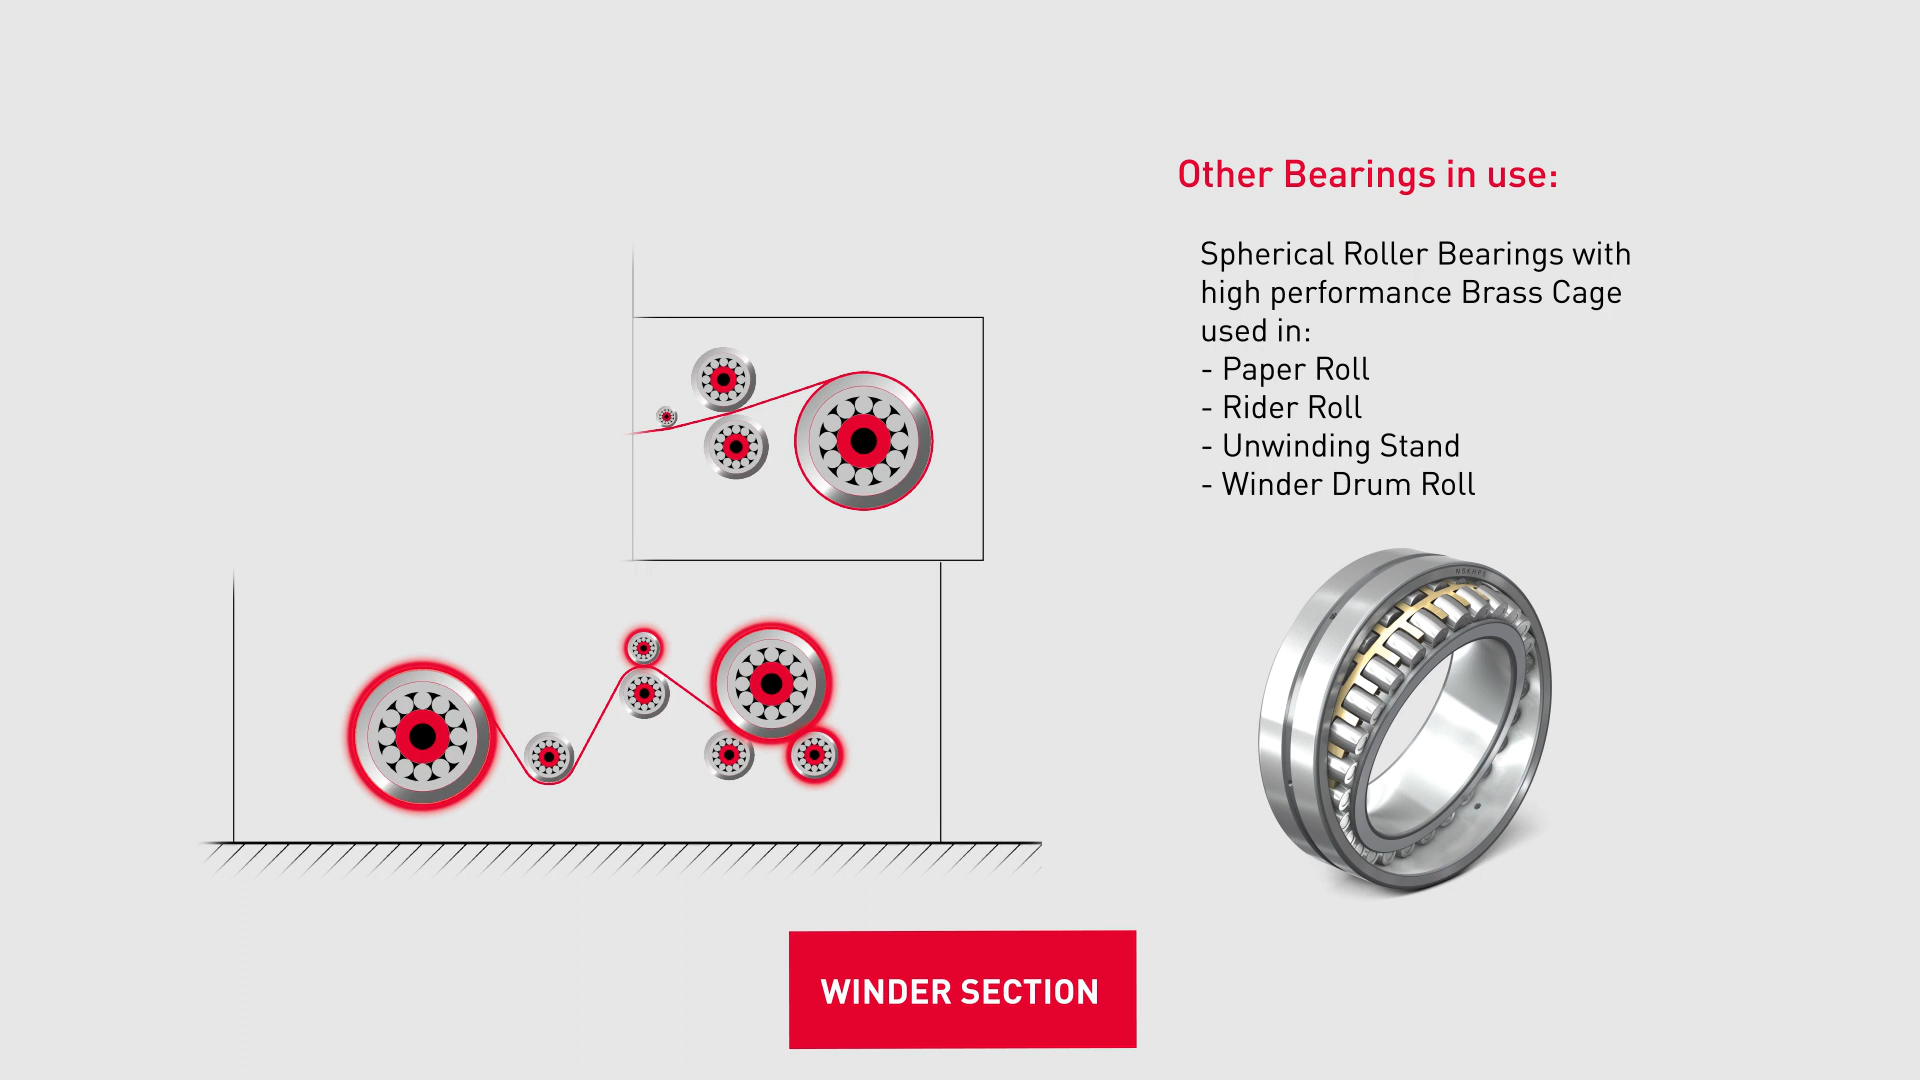 Other Bearings in use:
Spherical Roller Bearings with
high performance Brass Cage
used in:
- Paper Roll
- Rider Roll
- Unwinding Stand
- Winder Drum Roll
NSKHPS
WINDER SECTION